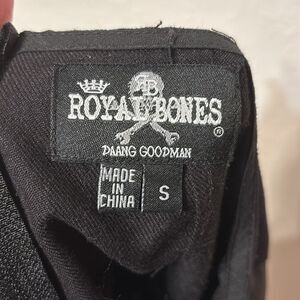 RB
ROYAL BONES
®
DAANG GOODMAN
MADE
IN
CHINA
S